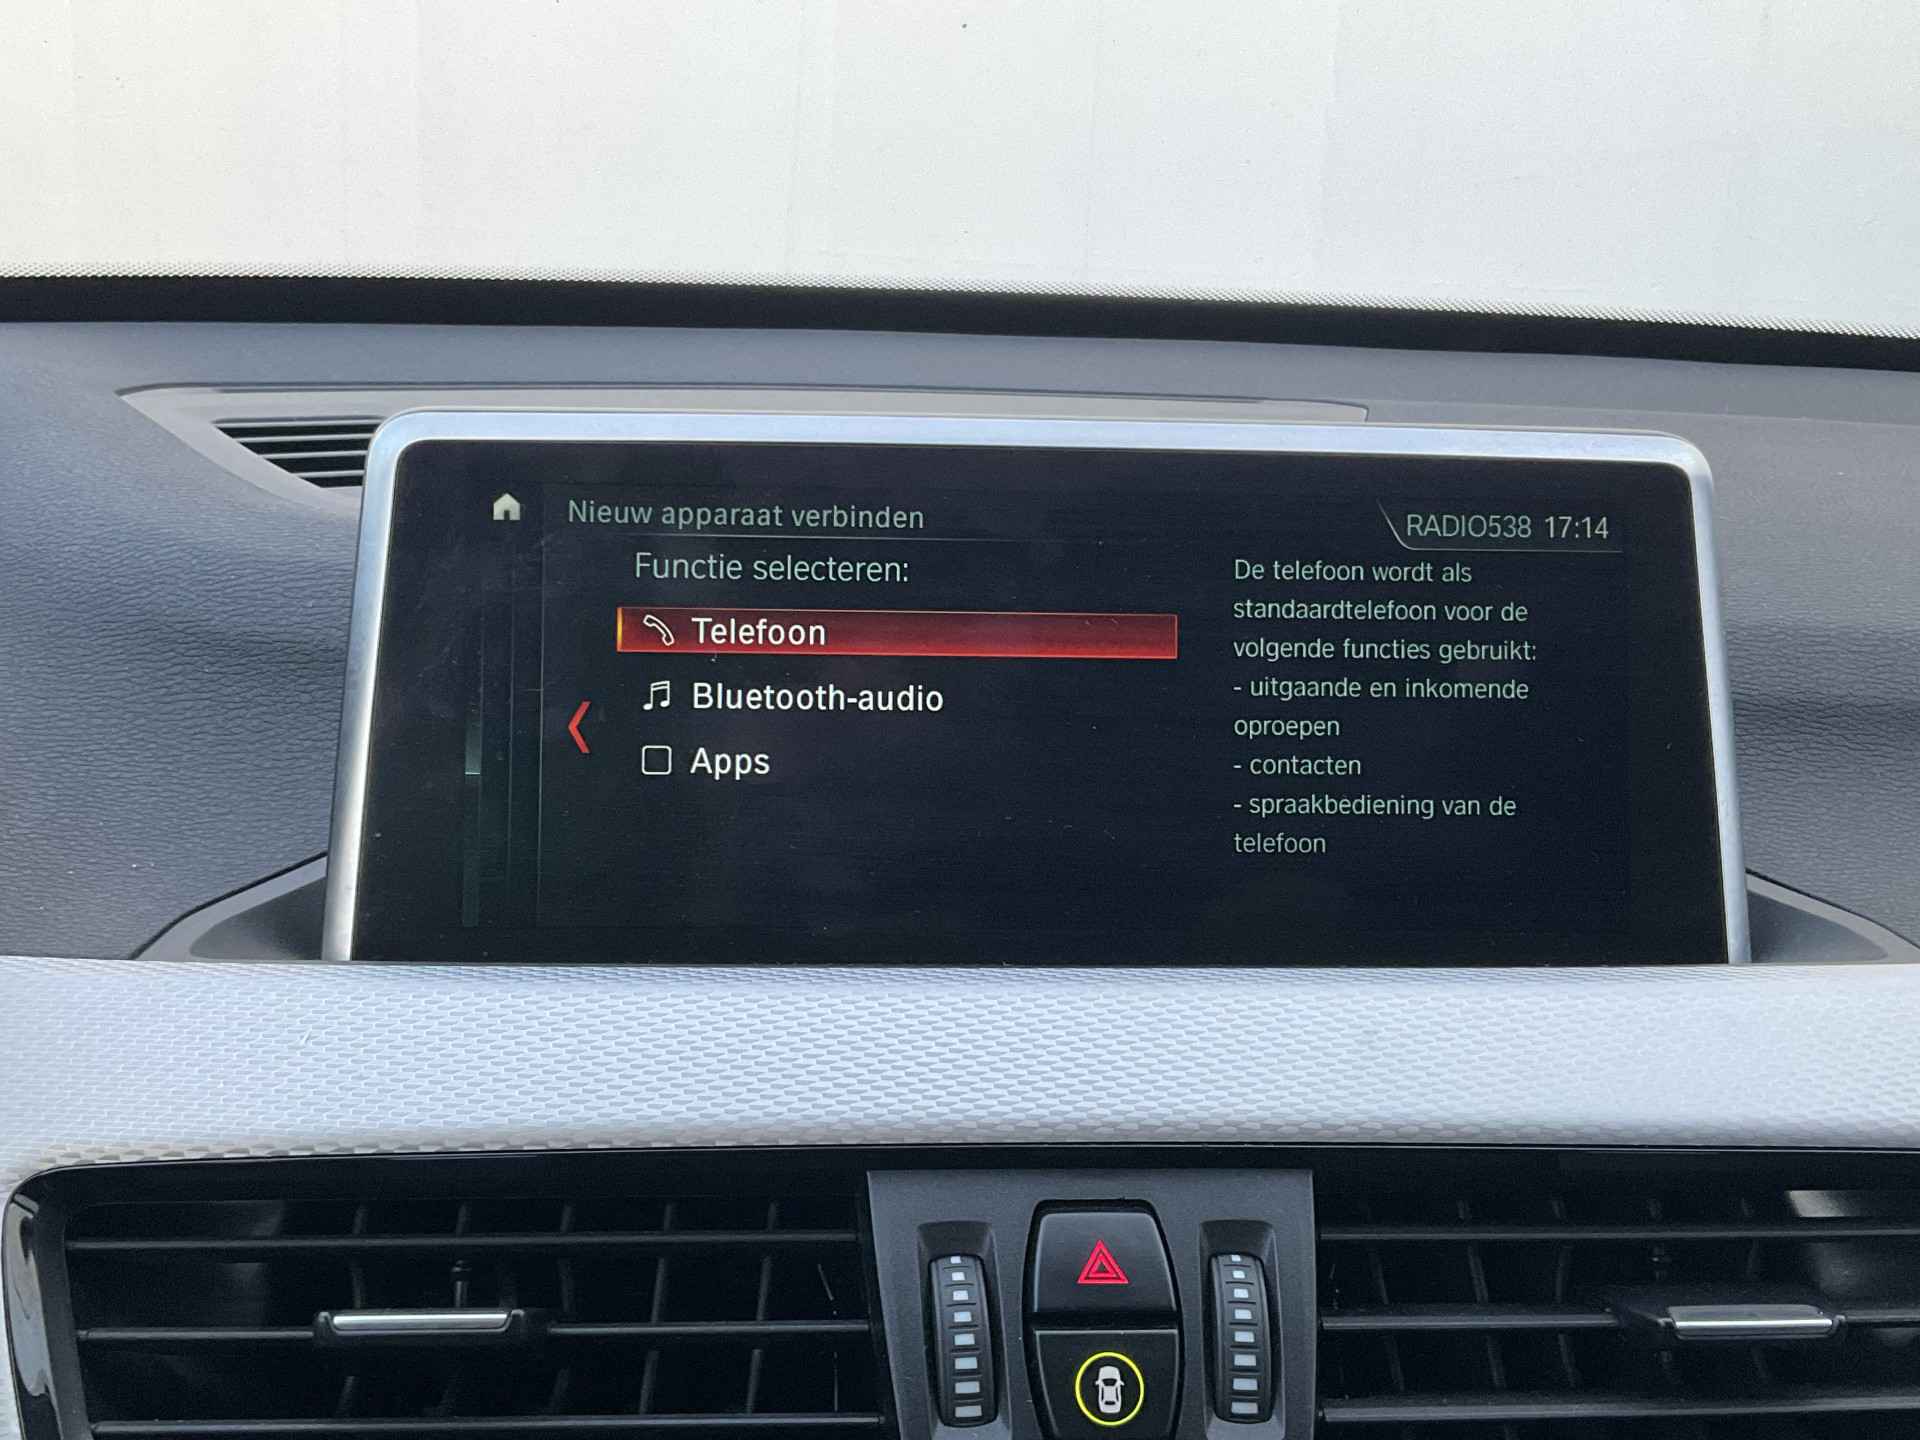 Nieuw apparaat verbinden
RADIO538 17:14
Functie selecteren:
Telefoon
Bluetooth-audio
Apps
De telefoon wordt als
standaardtelefoon voor de
volgende functies gebruikt:
- uitgaande en inkomende
oproepen
- contacten
- spraakbediening van de
telefoon